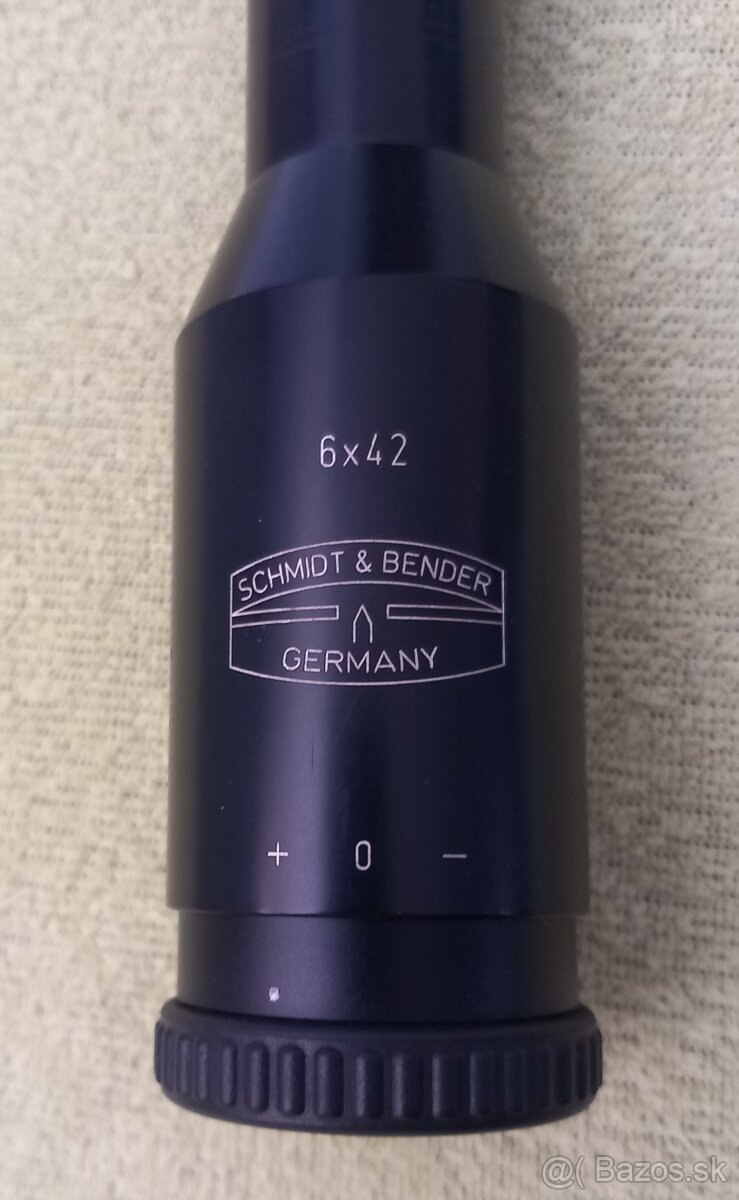 6x42
SCHMIDT & BENDER
GERMANY
+ 0 −
@( Bazos.sk